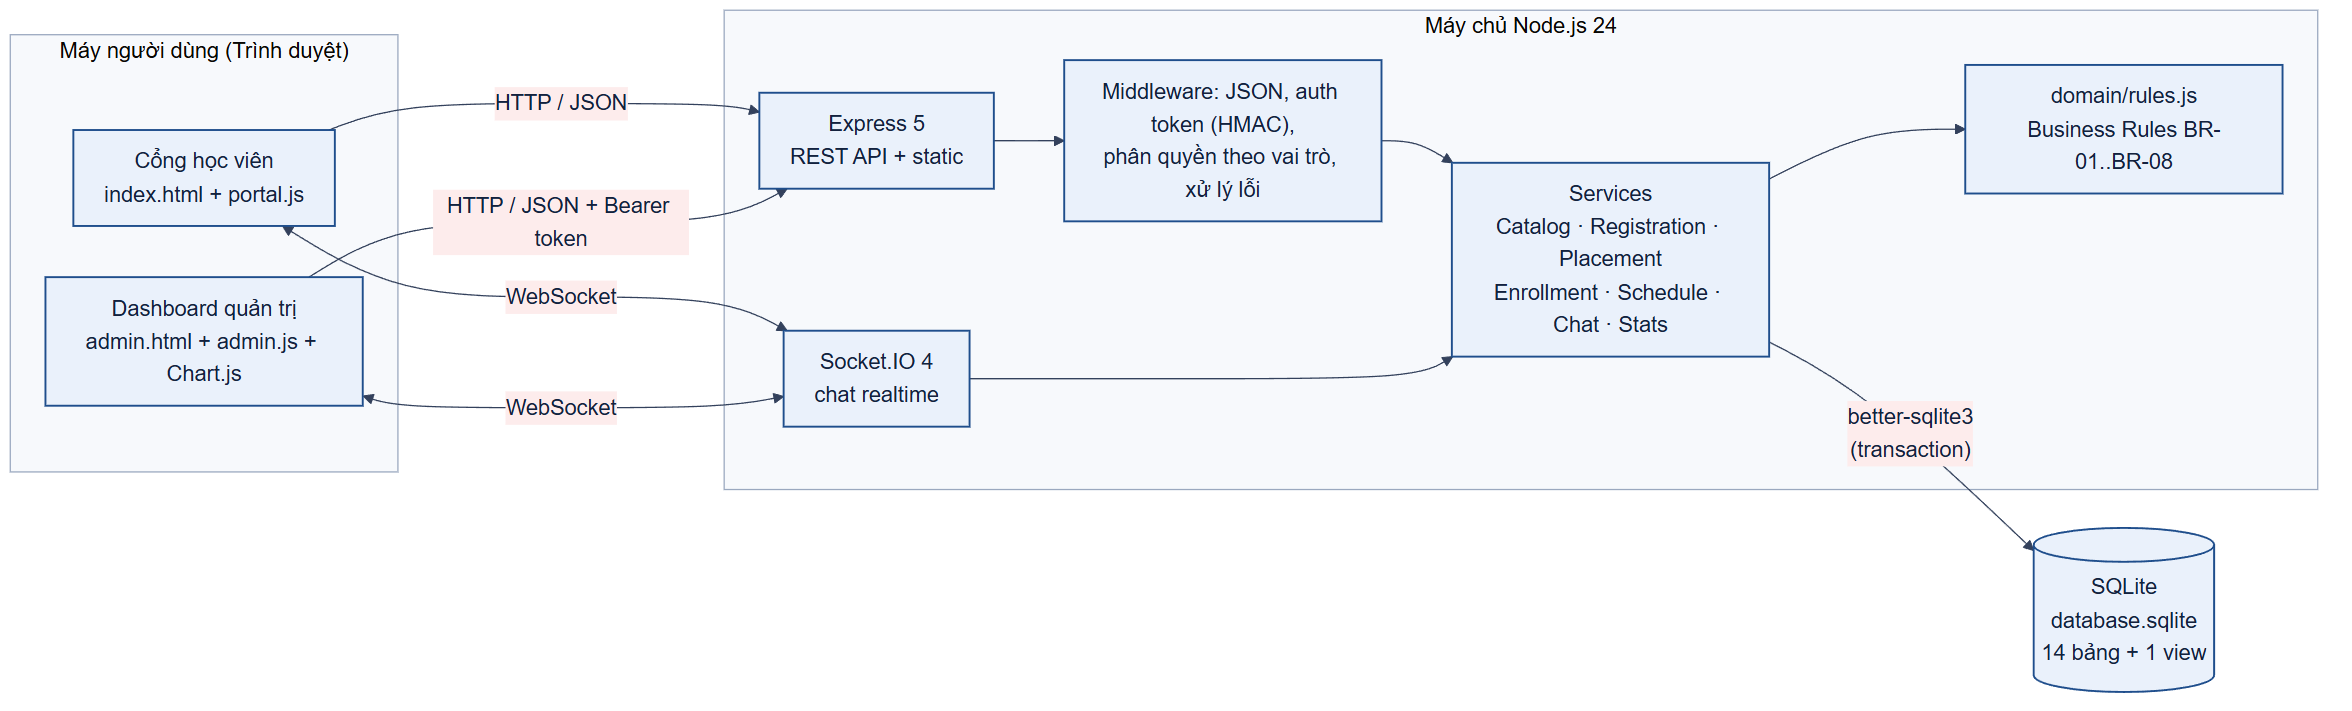 Máy người dùng (Trình duyệt)
Cổng học viên
index.html + portal.js
Dashboard quản trị
admin.html + admin.js +
Chart.js
HTTP / JSON
HTTP / JSON + Bearer
token
WebSocket
WebSocket
Máy chủ Node.js 24
Express 5
REST API + static
Socket.IO 4
chat realtime
Middleware: JSON, auth
token (HMAC),
phân quyền theo vai trò,
xử lý lỗi
Services
Catalog · Registration ·
Placement
Enrollment · Schedule ·
Chat · Stats
domain/rules.js
Business Rules BR-
01..BR-08
better-sqlite3
(transaction)
SQLite
database.sqlite
14 bảng + 1 view